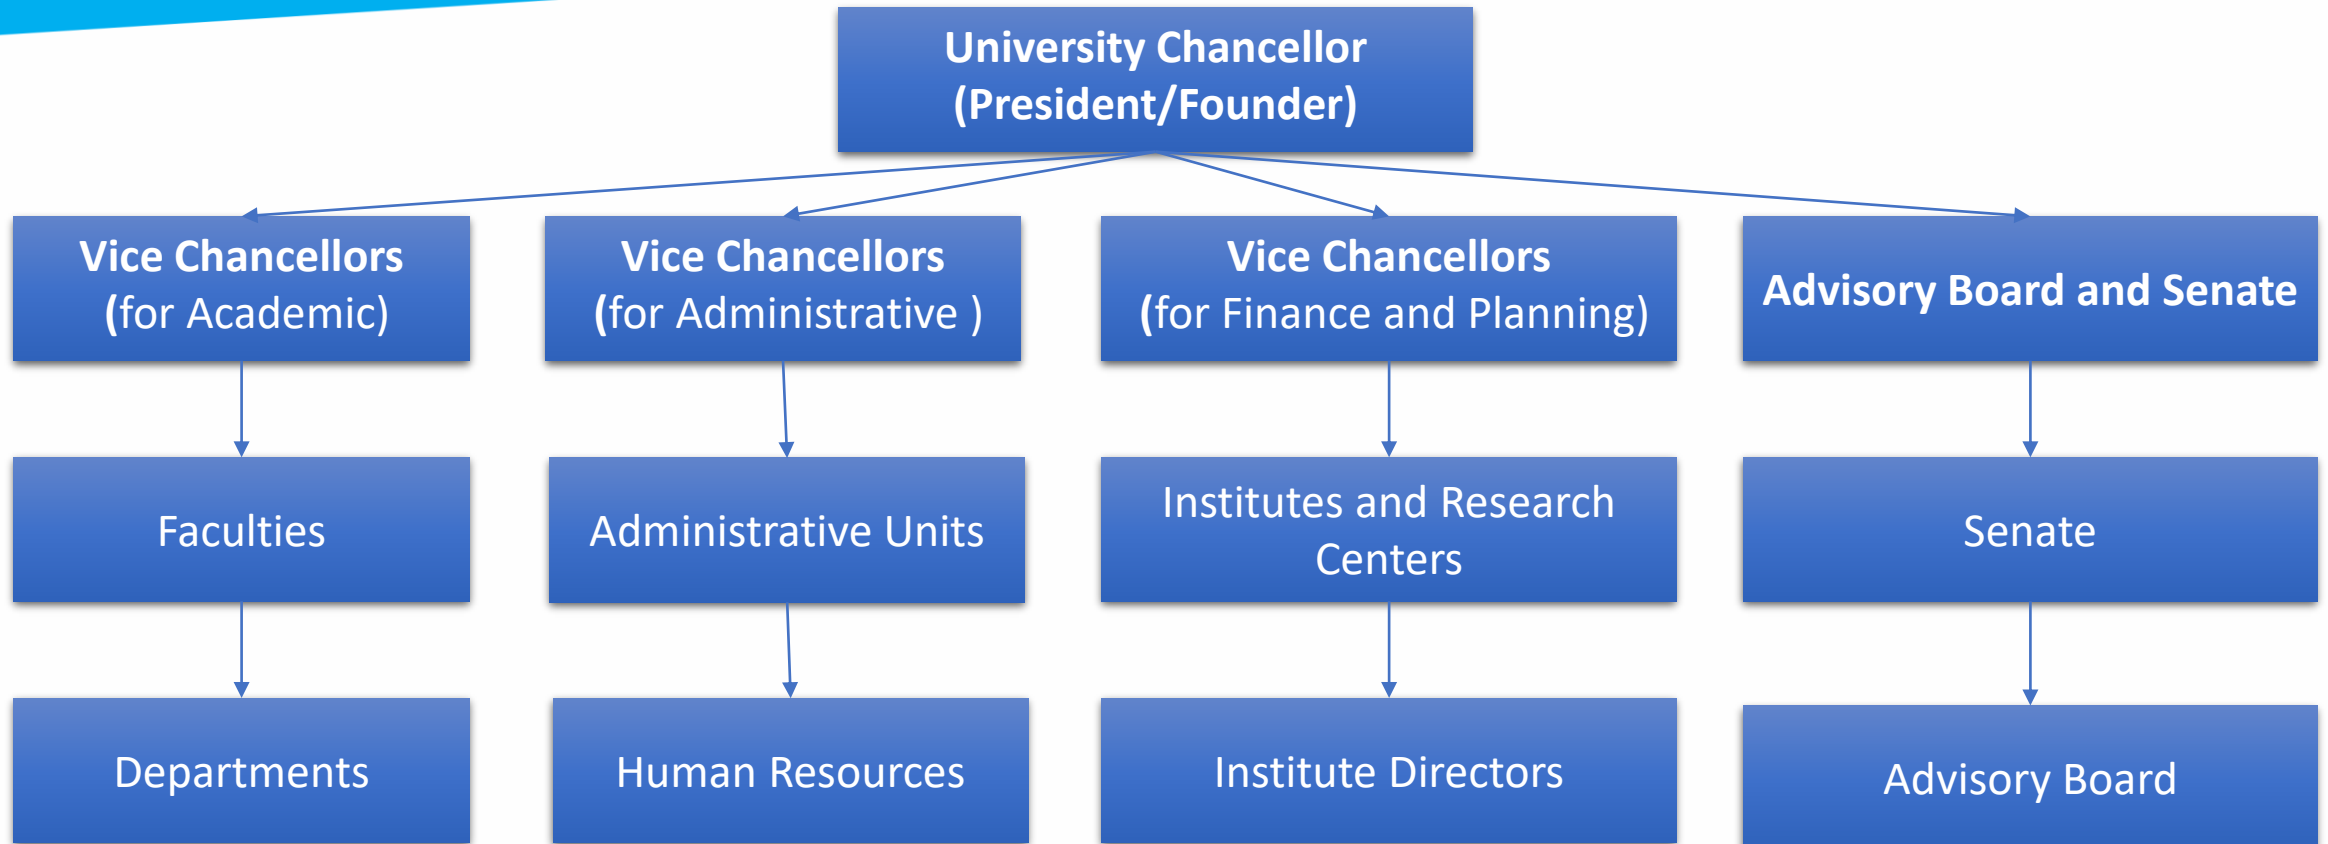 University Chancellor
(President/Founder)
Vice Chancellors
(for Academic)
Vice Chancellors
(for Administrative )
Vice Chancellors
(for Finance and Planning)
Advisory Board and Senate
Faculties
Administrative Units
Institutes and Research
Centers
Senate
Departments
Human Resources
Institute Directors
Advisory Board